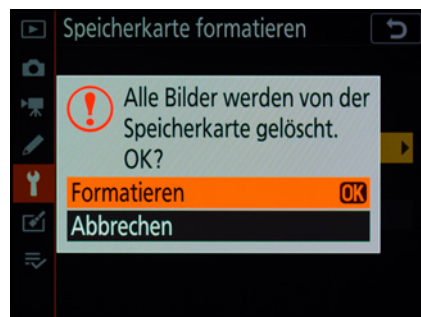 Speicherkarte formatieren
Alle Bilder werden von der
Speicherkarte gelöscht.
OK?
Formatieren OK
Abbrechen